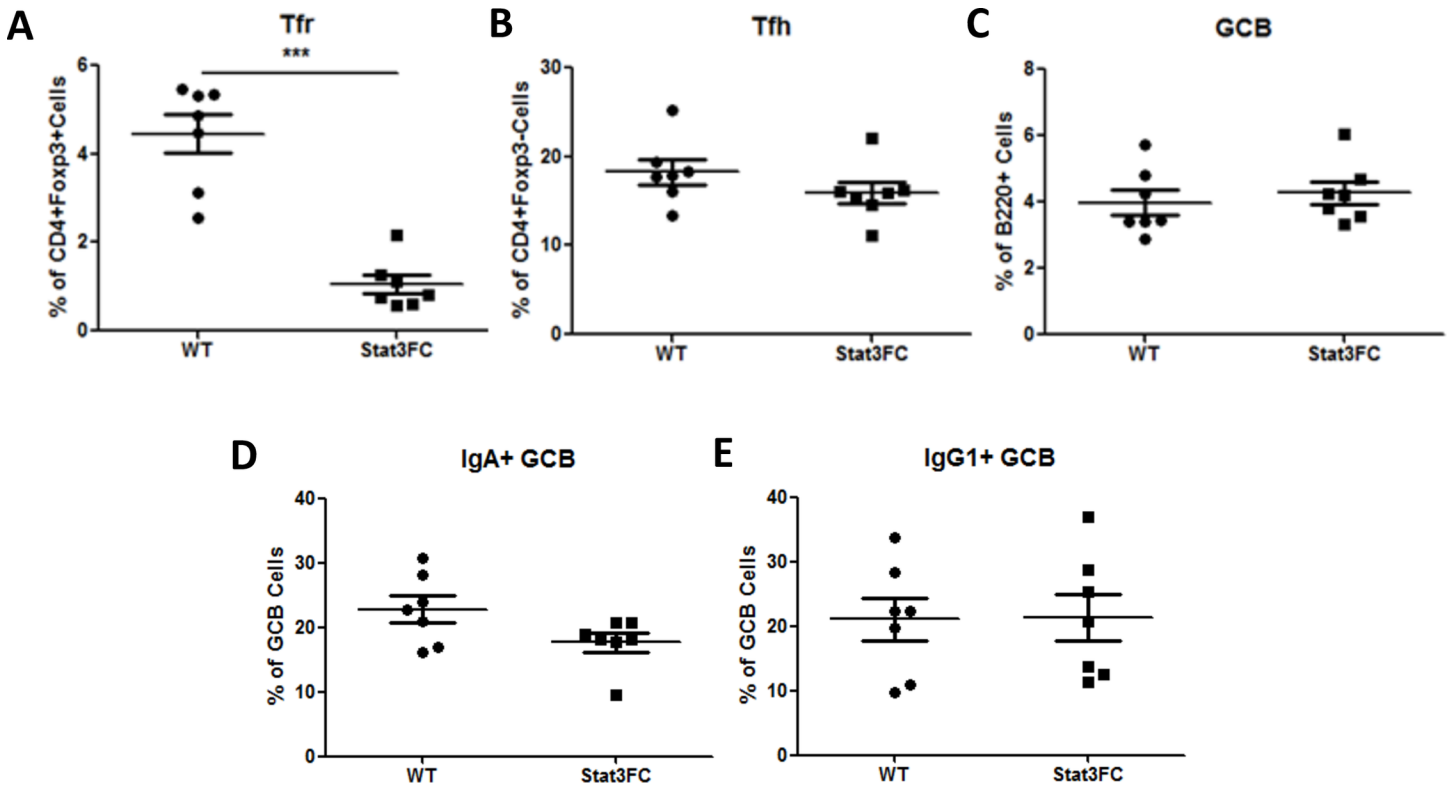 A
Tfr
***
% of CD4+Foxp3+Cells
6
4
2
0
WT
Stat3FC
B
Tfh
% of CD4+Foxp3-Cells
30
20
10
0
WT
Stat3FC
C
GCB
% of B220+ Cells
8
6
4
2
0
WT
Stat3FC
D
IgA+ GCB
% of GCB Cells
40
30
20
10
0
WT
Stat3FC
E
IgG1+ GCB
% of GCB Cells
40
30
20
10
0
WT
Stat3FC